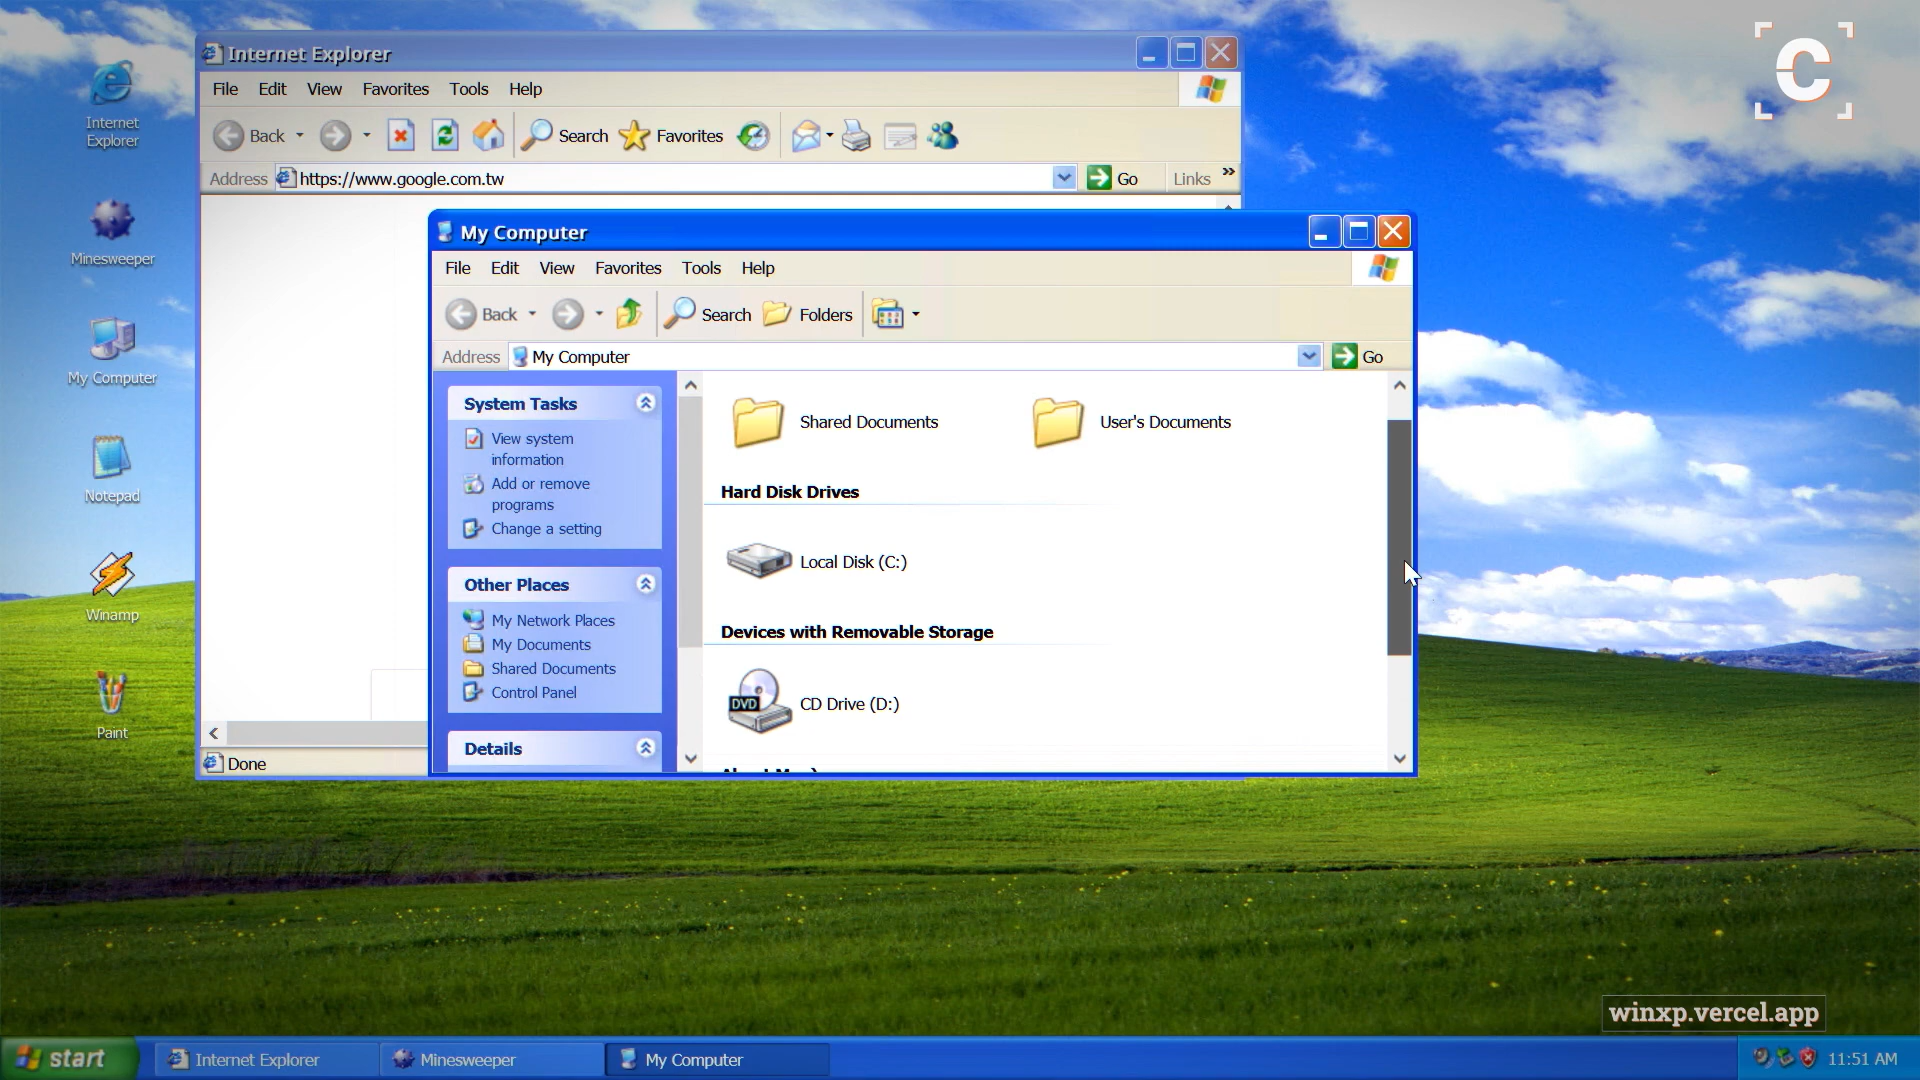 Internet Explorer
File Edit View Favorites Tools Help
Back Search Favorites
Address https://www.google.com.tw Go Links »
Done
Internet
Explorer
Minesweeper
My Computer
Notepad
Winamp
Paint
My Computer
File Edit View Favorites Tools Help
Back Search Folders
Address My Computer Go
System Tasks
View system
information
Add or remove
programs
Change a setting
Other Places
My Network Places
My Documents
Shared Documents
Control Panel
Details
Shared Documents User's Documents
Hard Disk Drives
Local Disk (C:)
Devices with Removable Storage
DVD
CD Drive (D:)
C
winxp.vercel.app
start Internet Explorer Minesweeper My Computer 11:51 AM